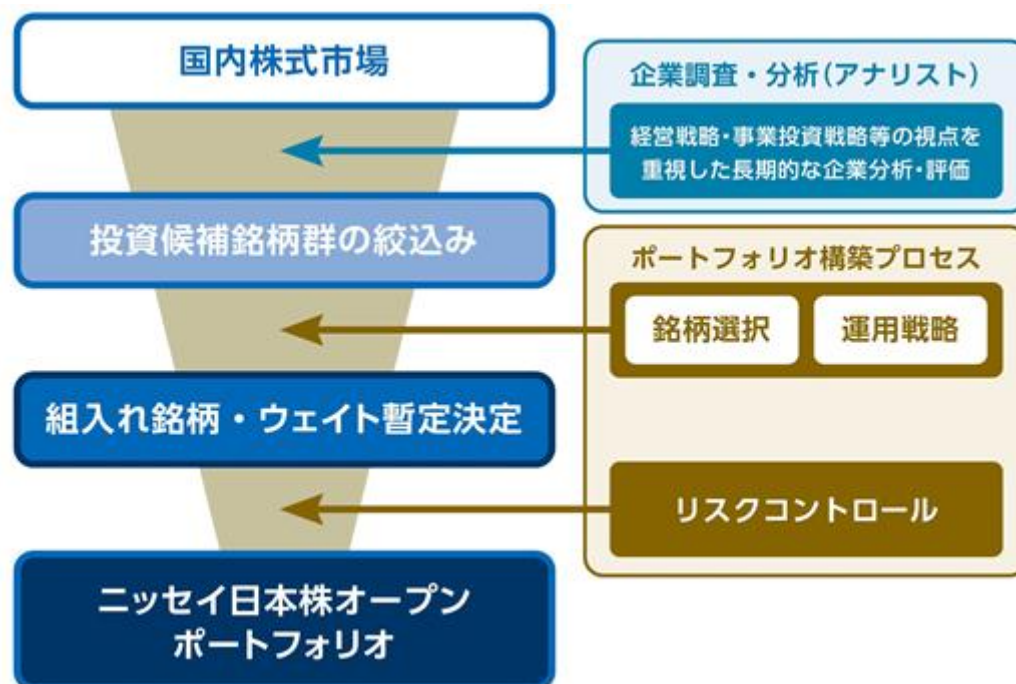 国内株式市場
企業調査・分析(アナリスト)
経営戦略・事業投資戦略等の視点を
重視した長期的な企業分析・評価
投資候補銘柄群の絞込み
ポートフォリオ構築プロセス
銘柄選択
運用戦略
組入れ銘柄・ウェイト暫定決定
リスクコントロール
ニッセイ日本株オープン
ポートフォリオ